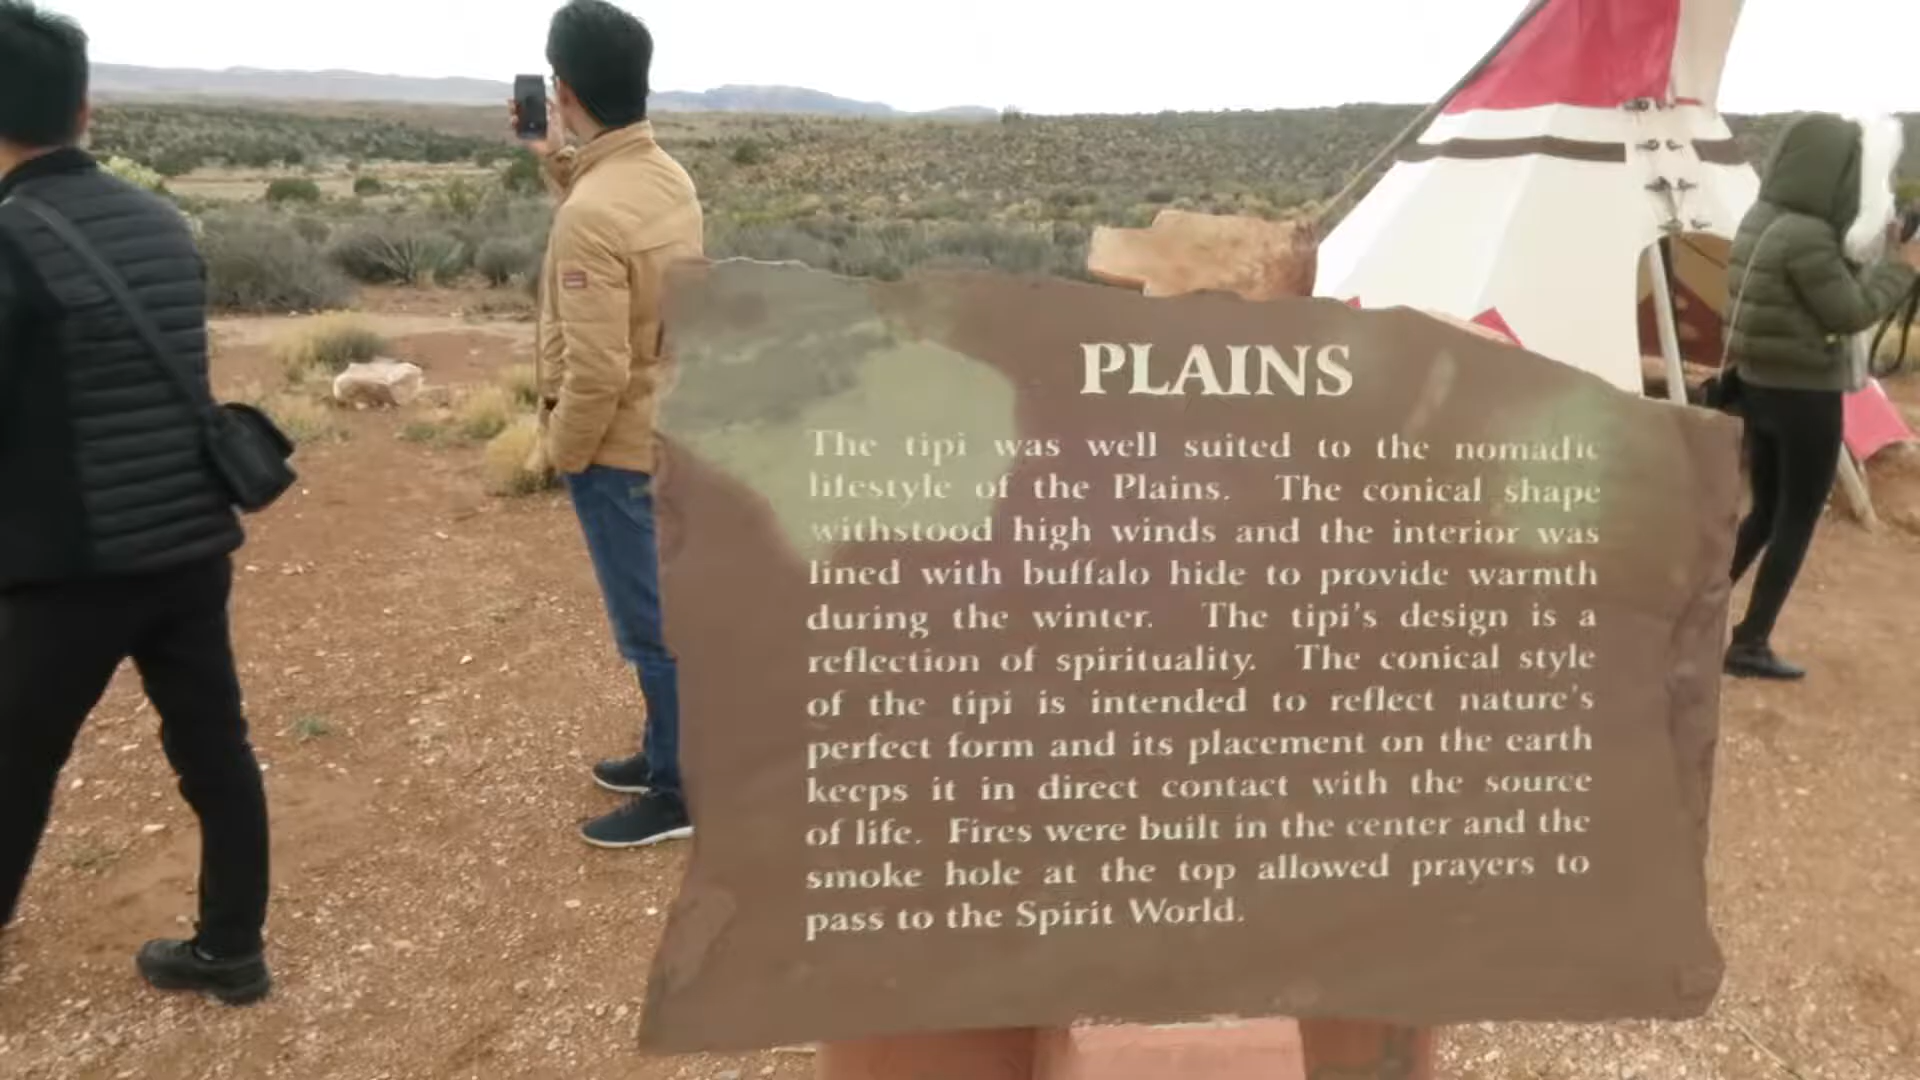 PLAINS
The tipi was well suited to the nomadic
lifestyle of the Plains. The conical shape
withstood high winds and the interior was
lined with buffalo hide to provide warmth
during the winter. The tipi's design is a
reflection of spirituality. The conical style
of the tipi is intended to reflect nature's
perfect form and its placement on the earth
keeps it in direct contact with the source
of life. Fires were built in the center and the
smoke hole at the top allowed prayers to
pass to the Spirit World.